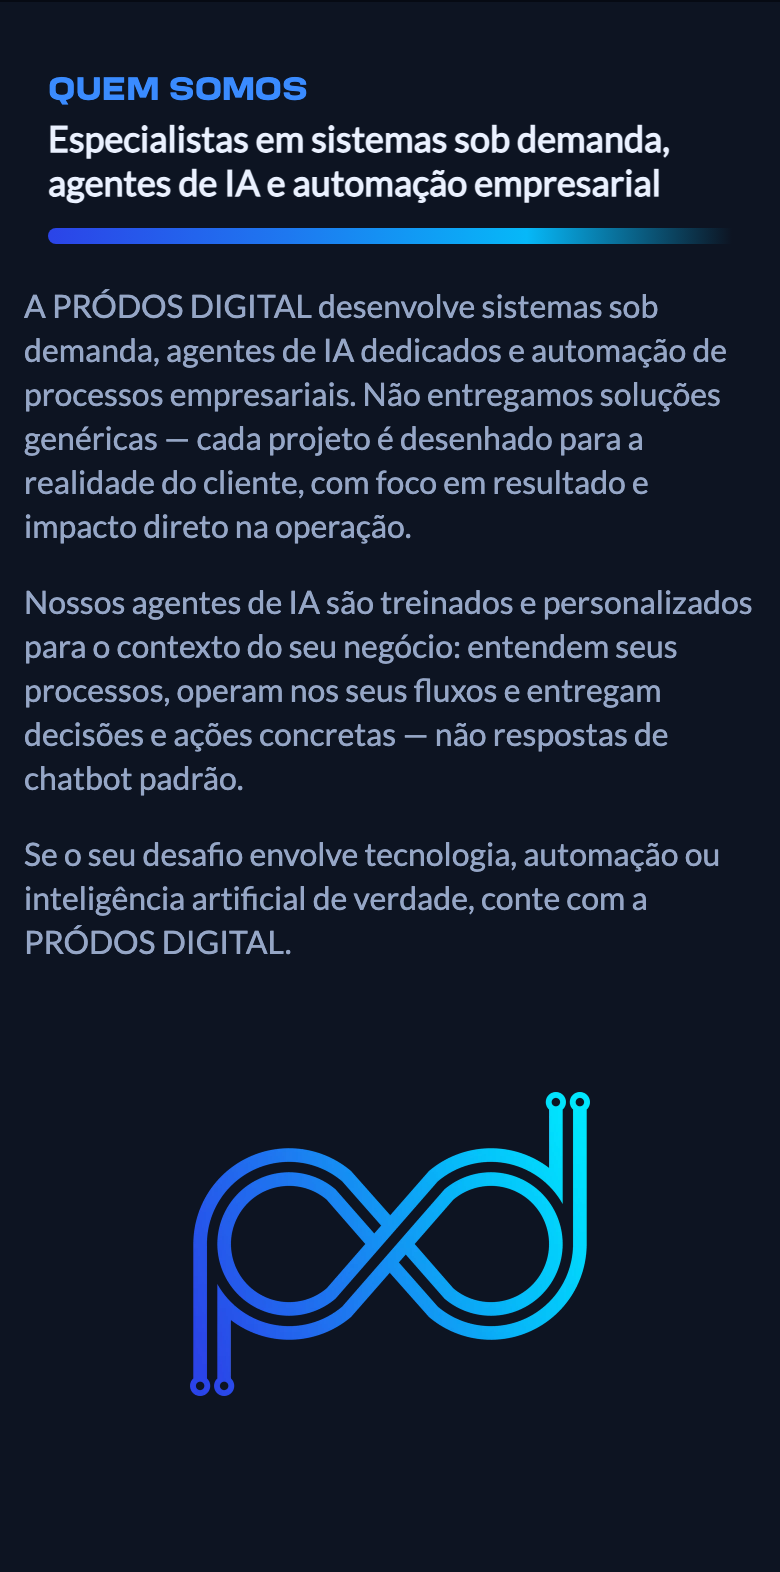 QUEM SOMOS
Especialistas em sistemas sob demanda,
agentes de IA e automação empresarial
A PRÓDOS DIGITAL desenvolve sistemas sob
demanda, agentes de IA dedicados e automação de
processos empresariais. Não entregamos soluções
genéricas — cada projeto é desenhado para a
realidade do cliente, com foco em resultado e
impacto direto na operação.
Nossos agentes de IA são treinados e personalizados
para o contexto do seu negócio: entendem seus
processos, operam nos seus fluxos e entregam
decisões e ações concretas — não respostas de
chatbot padrão.
Se o seu desafio envolve tecnologia, automação ou
inteligência artificial de verdade, conte com a
PRÓDOS DIGITAL.